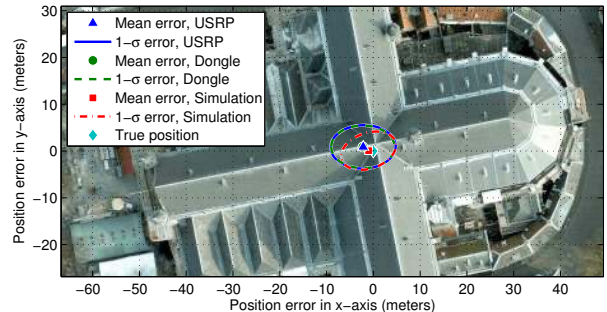 Mean error, USRP
1−σ error, USRP
Mean error, Dongle
1−σ error, Dongle
Mean error, Simulation
1−σ error, Simulation
True position
Position error in y−axis (meters)
30
20
10
0
−10
−20
−60 −50 −40 −30 −20 −10 0 10 20 30 40 50
Position error in x−axis (meters)